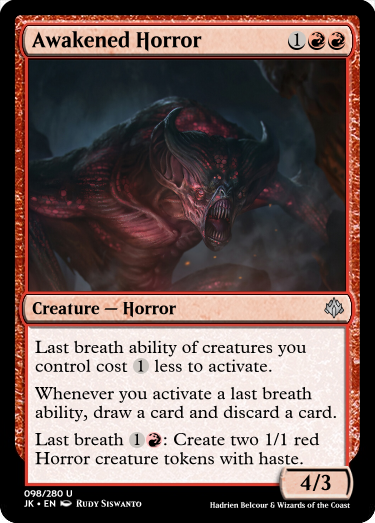 Awakened Horror 1
Creature — Horror
Last breath ability of creatures you
control cost 1 less to activate.
Whenever you activate a last breath
ability, draw a card and discard a card.
Last breath 1: Create two 1/1 red
Horror creature tokens with haste.
4/3
098/280 U
JK • EN Rudy Siswanto
Hadrien Belcour & Wizards of the Coast